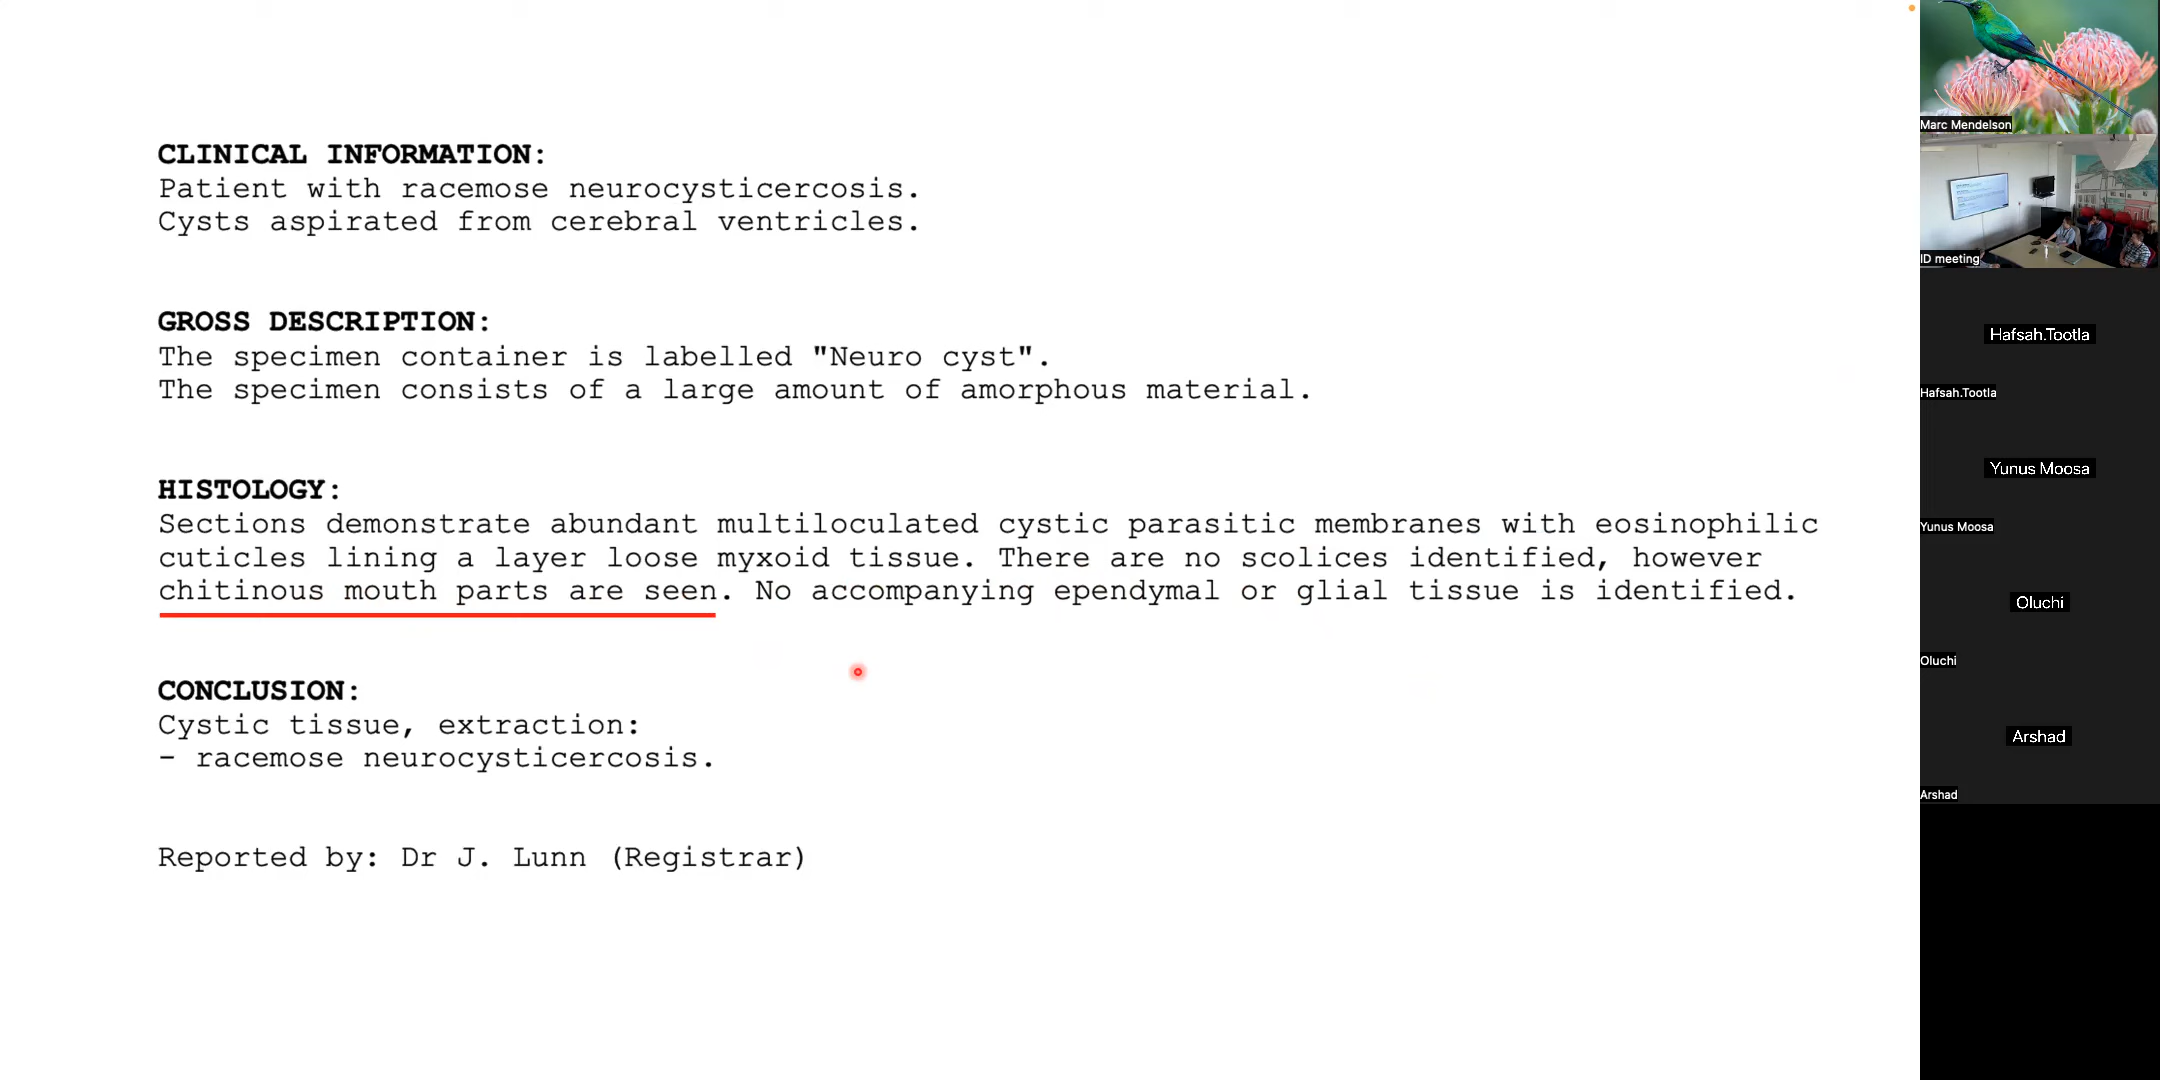 CLINICAL INFORMATION:
Patient with racemose neurocysticercosis.
Cysts aspirated from cerebral ventricles.
GROSS DESCRIPTION:
The specimen container is labelled "Neuro cyst".
The specimen consists of a large amount of amorphous material.
HISTOLOGY:
Sections demonstrate abundant multiloculated cystic parasitic membranes with eosinophilic
cuticles lining a layer loose myxoid tissue. There are no scolices identified, however
chitinous mouth parts are seen. No accompanying ependymal or glial tissue is identified.
CONCLUSION:
Cystic tissue, extraction:
- racemose neurocysticercosis.
Reported by: Dr J. Lunn (Registrar)
Marc Mendelson
ID meeting
Hafsah.Tootla
Hafsah.Tootla
Yunus Moosa
Yunus Moosa
Oluchi
Oluchi
Arshad
Arshad